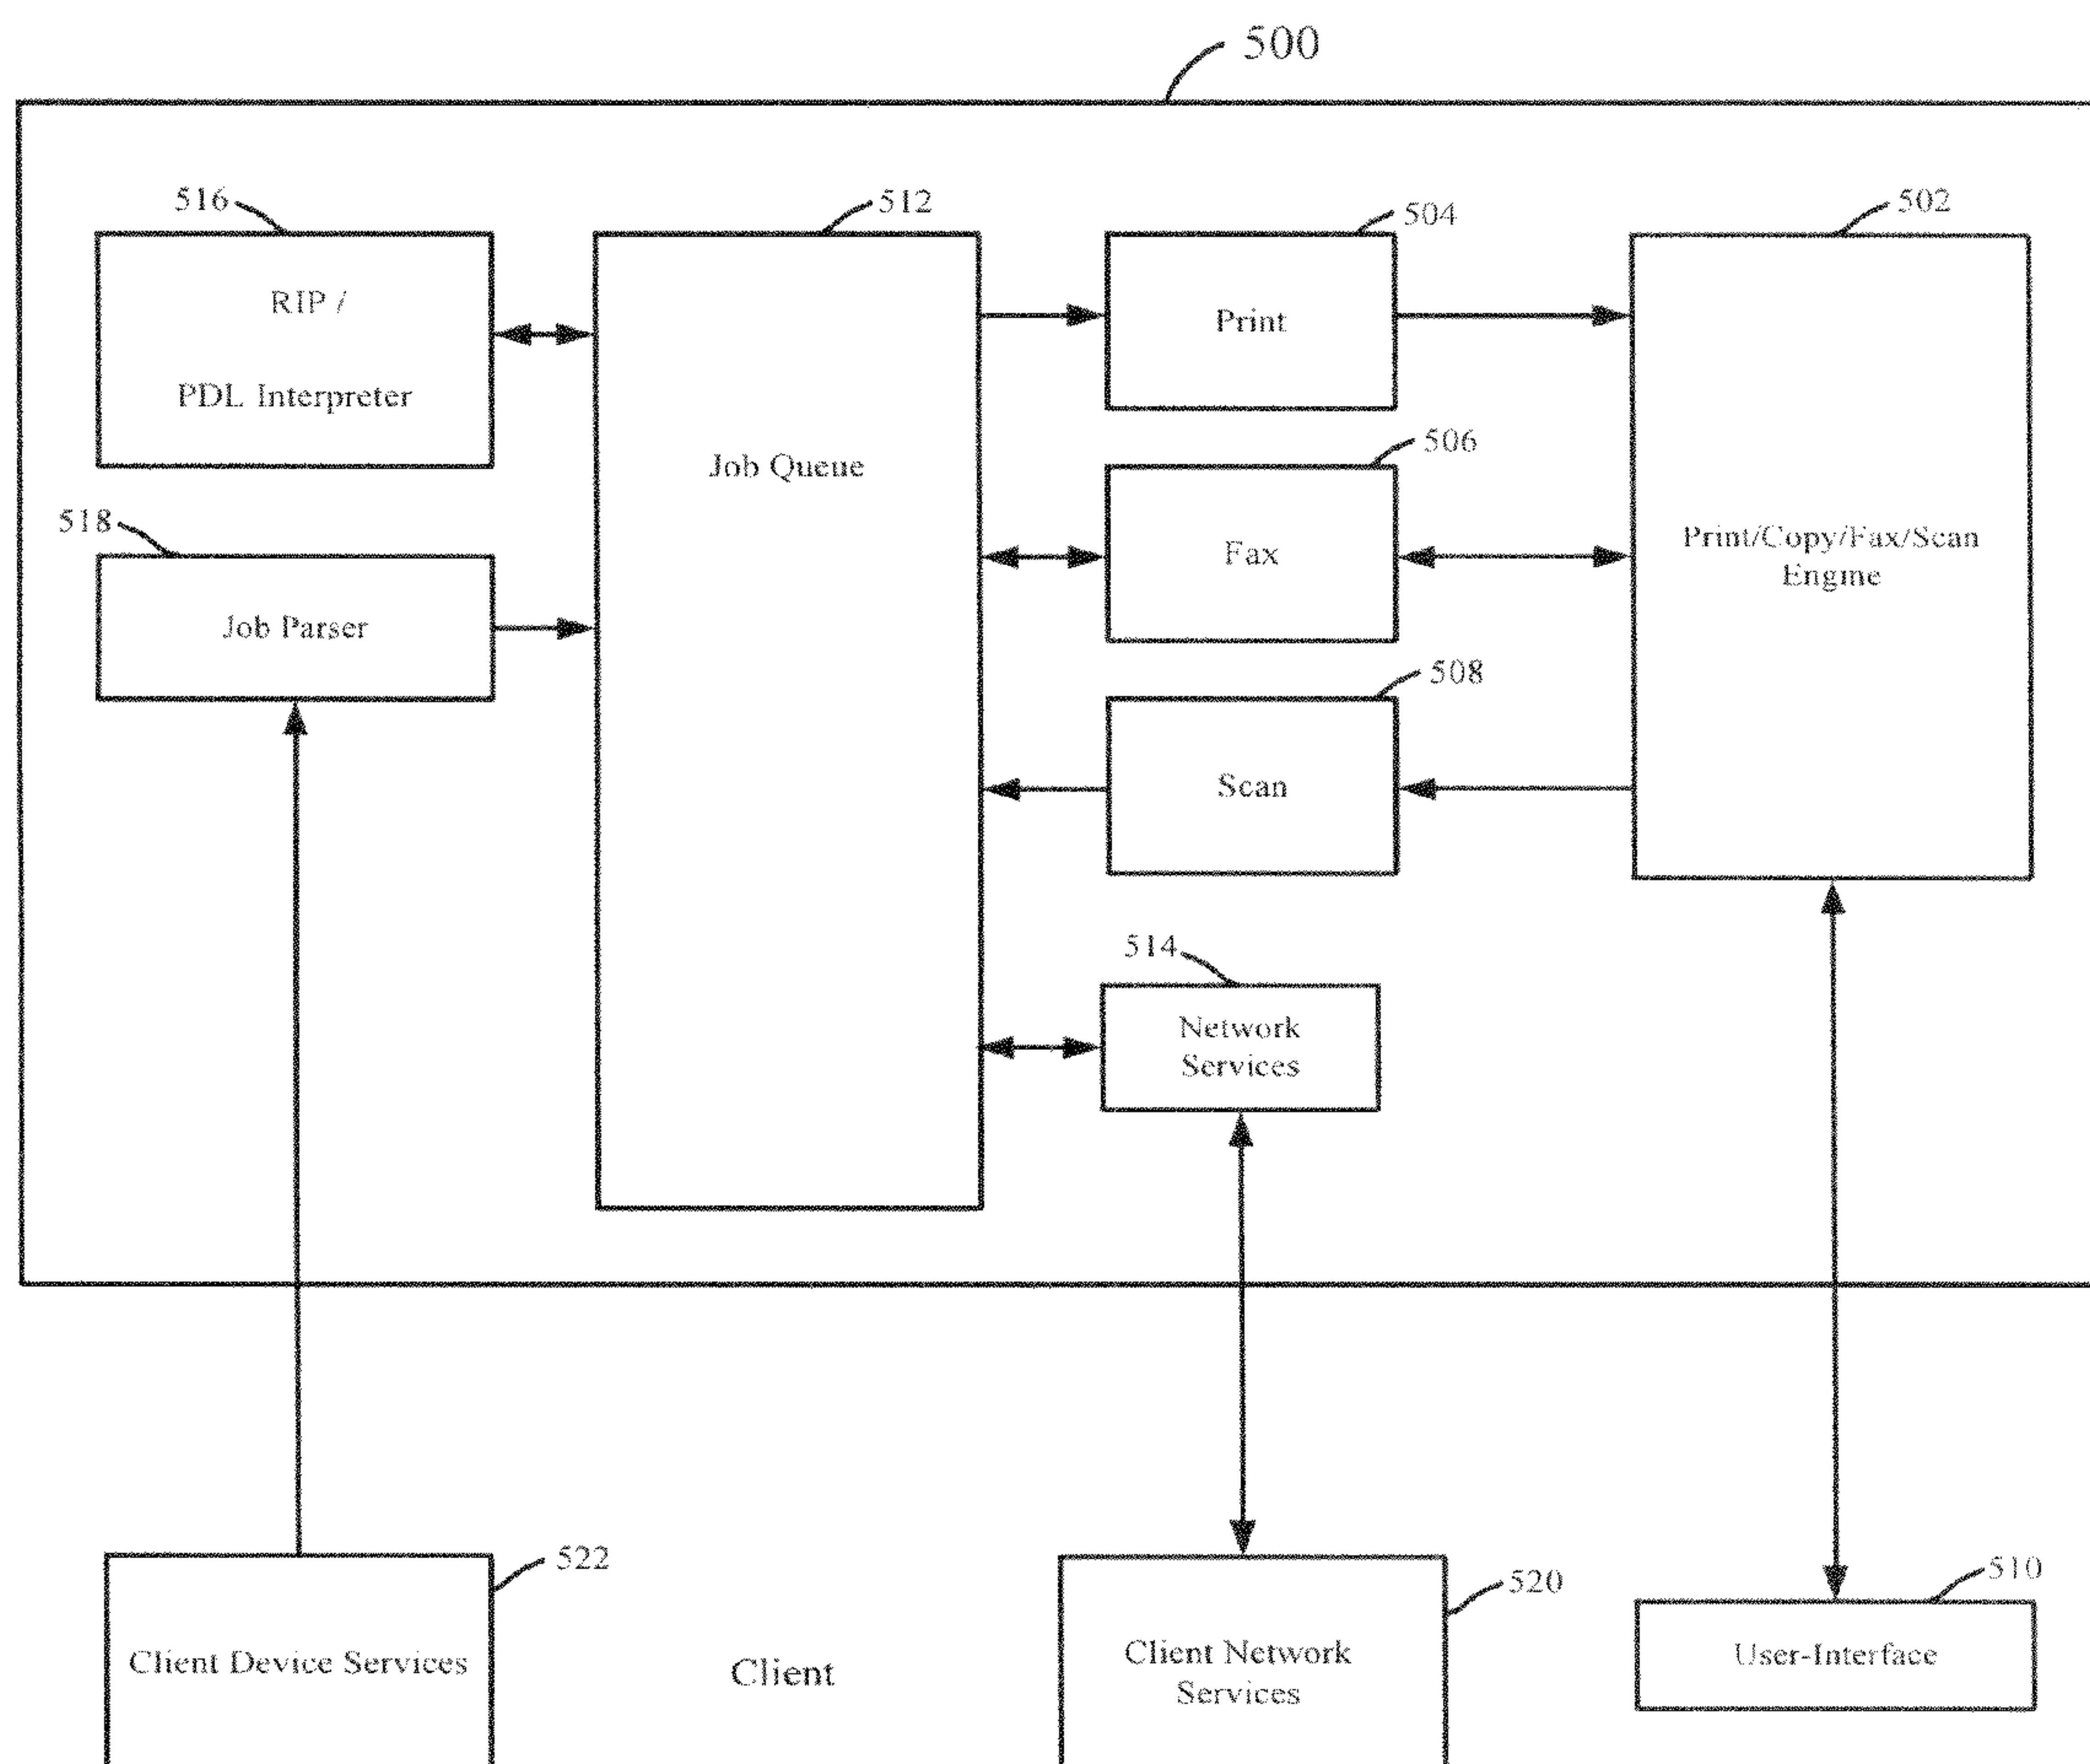 500
516
512
504
502
RIP /
PDL Interpreter
Print
506
Job Queue
518
Fax
Print/Copy/Fax/Scan
Engine
Job Parser
508
Scan
514
Network
Services
522
520
510
Client Device Services
Client
Client Network
Services
User-Interface